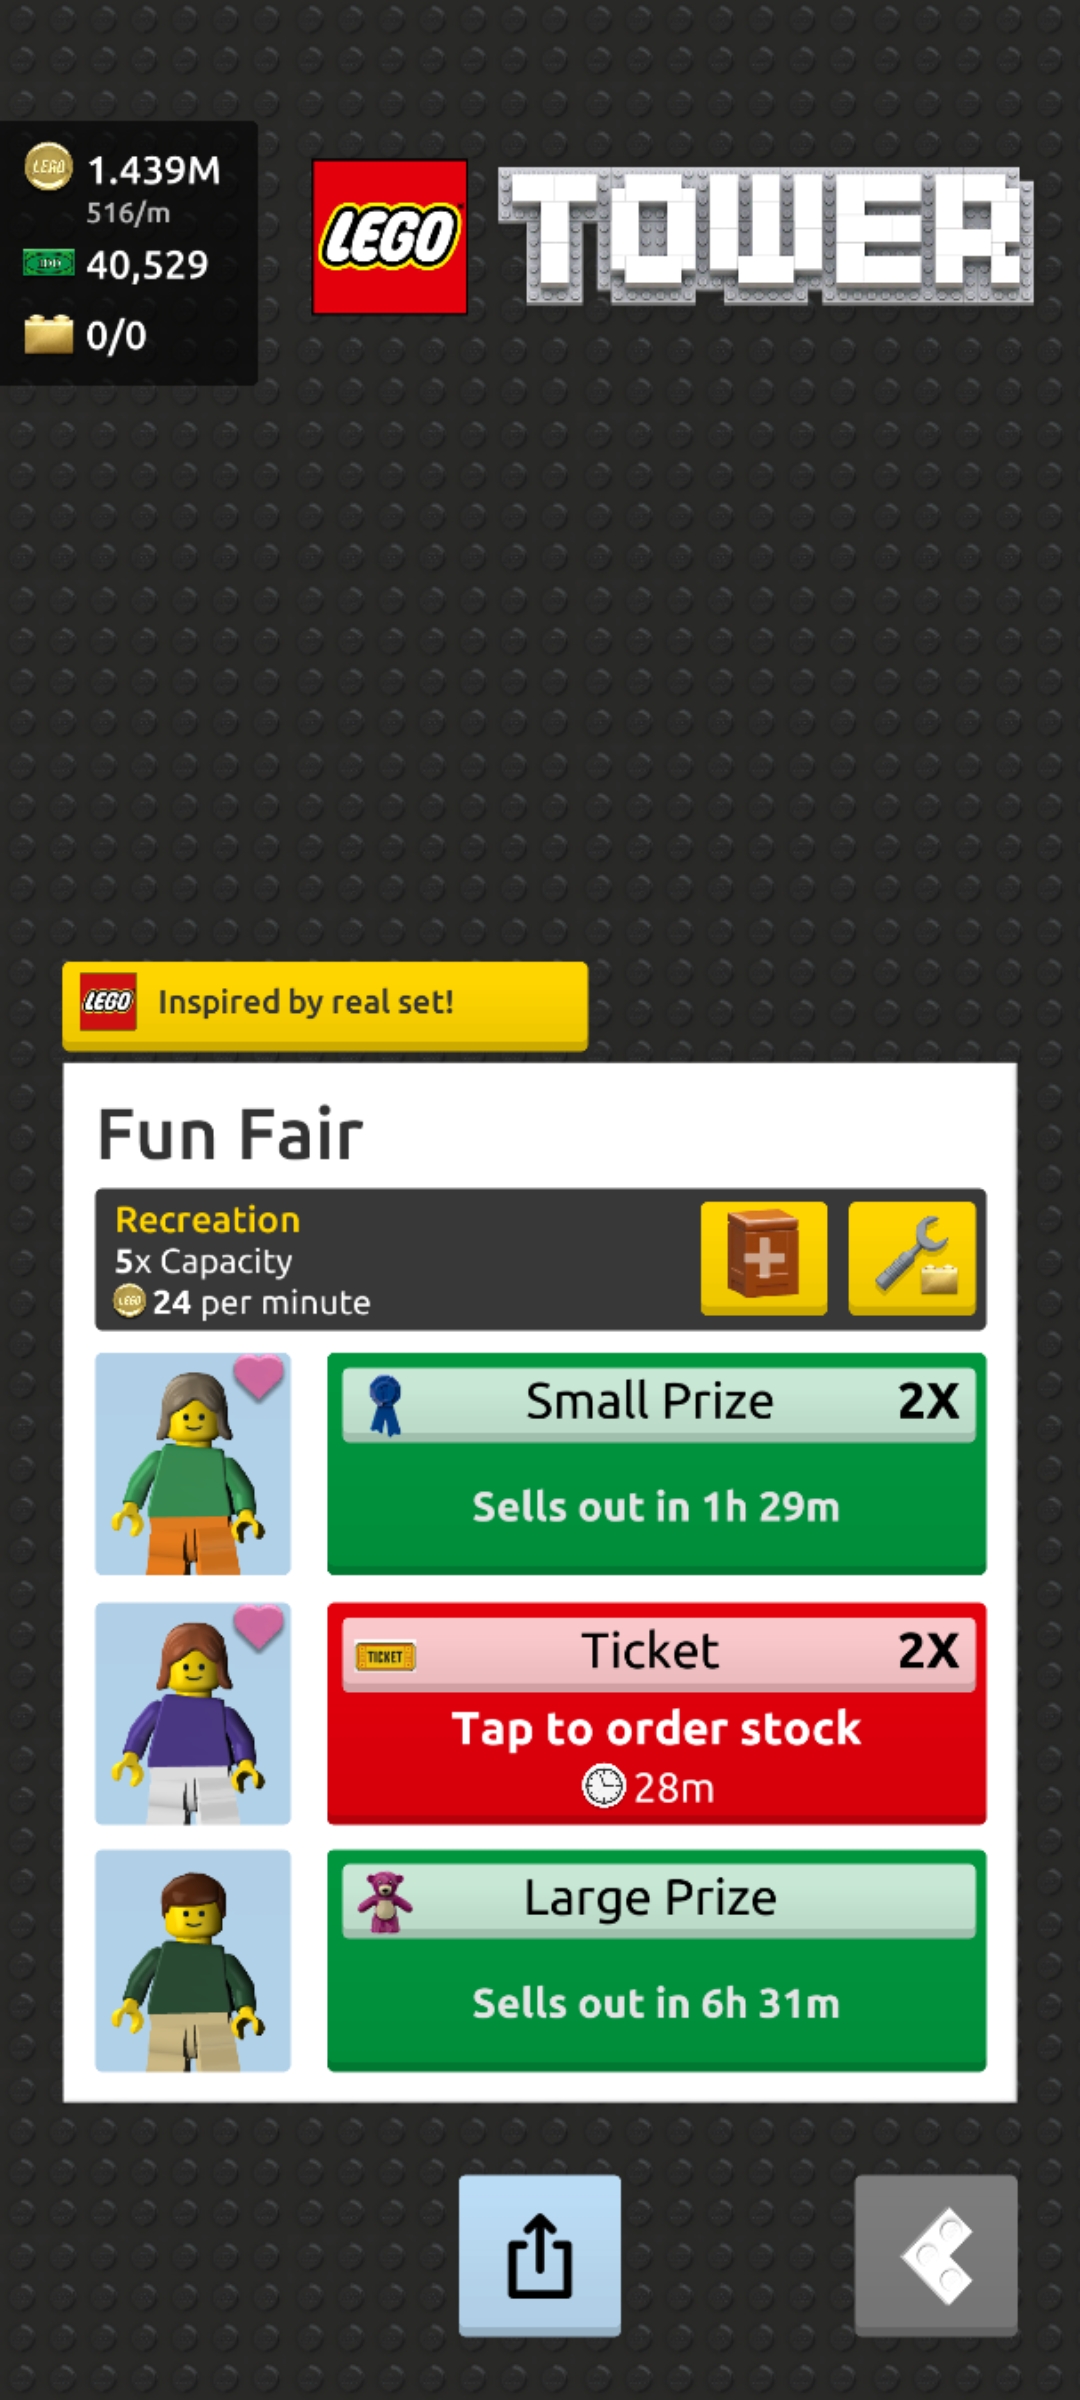 1.439M
516/m
40,529
0/0
LEGO TOWER
LEGO Inspired by real set!
Fun Fair
Recreation
5x Capacity
24 per minute
Small Prize 2X
Sells out in 1h 29m
TICKET Ticket 2X
Tap to order stock
28m
Large Prize
Sells out in 6h 31m